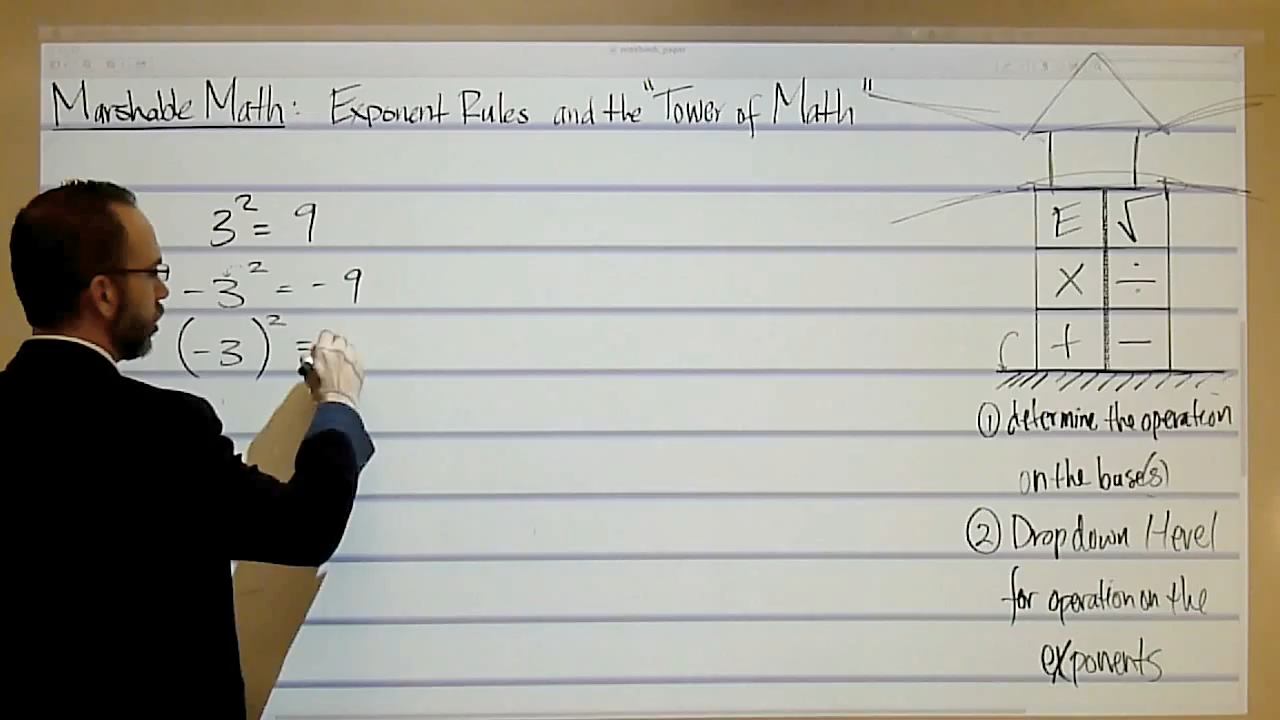 Marshable Math: Exponent Rules and the "Tower of Math"
3² = 9
-3² = -9
(-3)² =
E √
× ÷
+ −
① determine the operation
on the base(s)
② Drop down 1 level
for operation on the
exponents